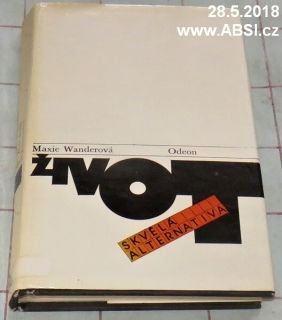 28.5.2018
www.ABSI.cz
Maxie Wanderová Odeon
ŽIVOT
SKVĚLÁ
ALTERNATIVA